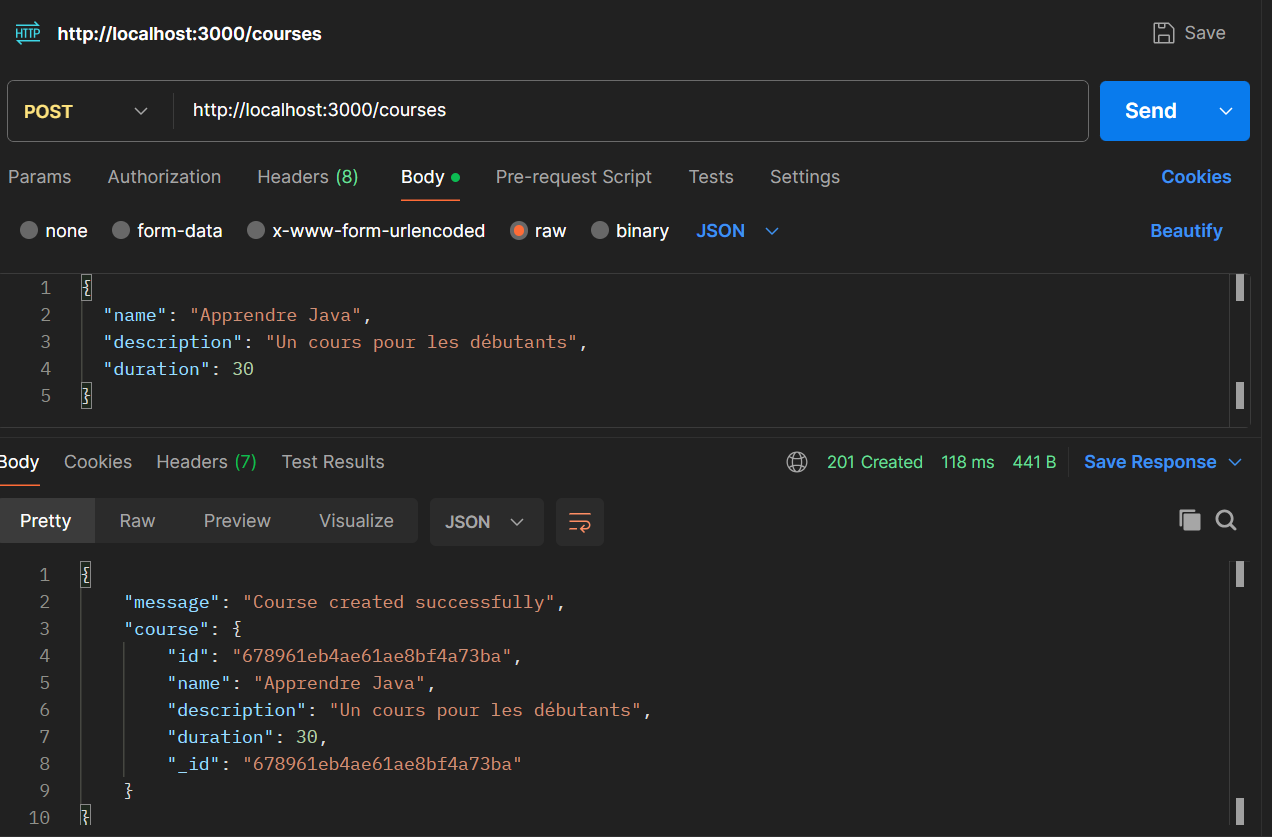 HTTP http://localhost:3000/courses Save
POST http://localhost:3000/courses Send
Params Authorization Headers (8) Body Pre-request Script Tests Settings Cookies
none form-data x-www-form-urlencoded raw binary JSON Beautify
1 {
2 "name": "Apprendre Java",
3 "description": "Un cours pour les débutants",
4 "duration": 30
5 }
Body Cookies Headers (7) Test Results 201 Created 118 ms 441 B Save Response
Pretty Raw Preview Visualize JSON
1 {
2 "message": "Course created successfully",
3 "course": {
4 "id": "678961eb4ae61ae8bf4a73ba",
5 "name": "Apprendre Java",
6 "description": "Un cours pour les débutants",
7 "duration": 30,
8 "_id": "678961eb4ae61ae8bf4a73ba"
9 }
10 }